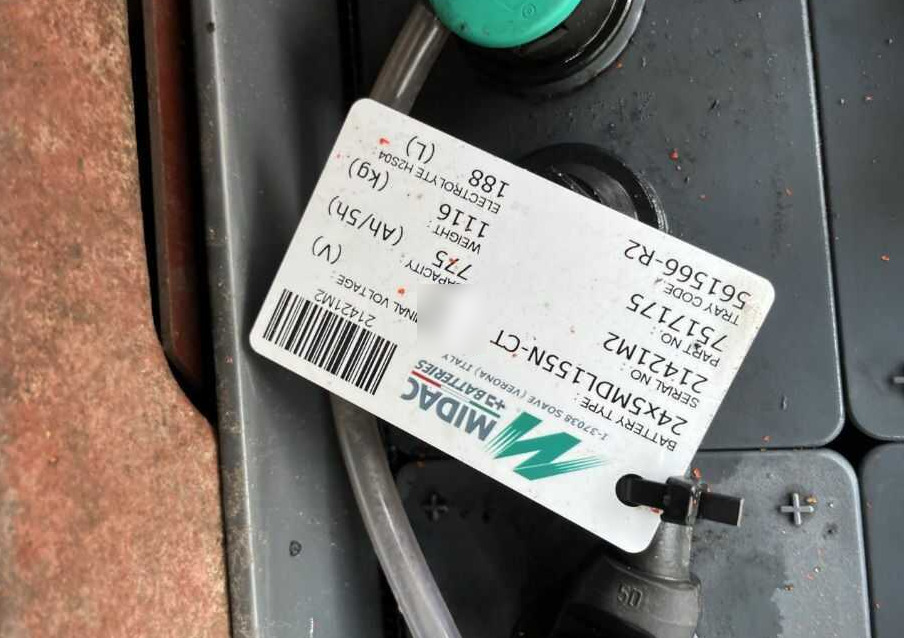 MIDAC
BATTERIES
I-37038 SOAVE (VERONA) ITALY
BATTERY TYPE:
24x5MDL155N-CT
SERIAL NO
21421M2
PART NO:
7517175
TRAY CODE:
561566-R2
21421M2
VOLTAGE:
(V)
CAPACITY:
775 (Ah/5h)
WEIGHT:
1116 (kg)
ELECTROLYTE H2SO4
188 (L)